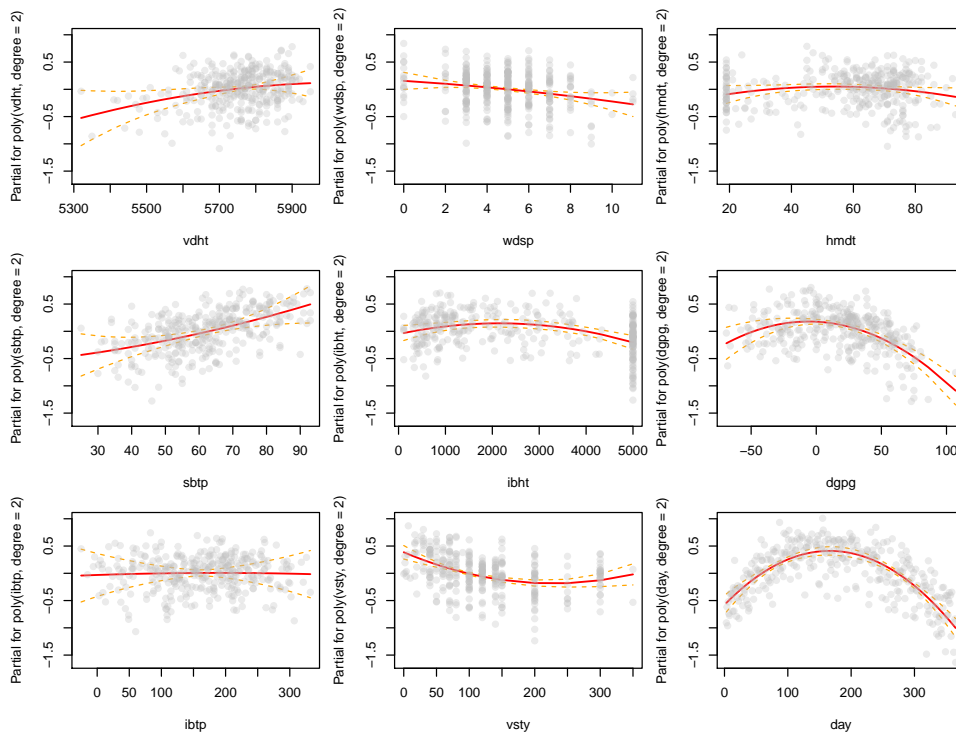 Partial for poly(vdht, degree = 2)
0.5
−0.5
−1.5
5300 5500 5700 5900
vdht
Partial for poly(wdsp, degree = 2)
0.5
−0.5
−1.5
0 2 4 6 8 10
wdsp
Partial for poly(hmdt, degree = 2)
0.5
−0.5
−1.5
20 40 60 80
hmdt
Partial for poly(sbtp, degree = 2)
0.5
−0.5
−1.5
30 40 50 60 70 80 90
sbtp
Partial for poly(ibht, degree = 2)
0.5
−0.5
−1.5
0 1000 2000 3000 4000 5000
ibht
Partial for poly(dgpg, degree = 2)
0.5
−0.5
−1.5
−50 0 50 100
dgpg
Partial for poly(ibtp, degree = 2)
0.5
−0.5
−1.5
0 100 200 300
ibtp
Partial for poly(vsty, degree = 2)
0.5
−0.5
−1.5
0 50 100 200 300
vsty
Partial for poly(day, degree = 2)
0.5
−0.5
−1.5
0 100 200 300
day